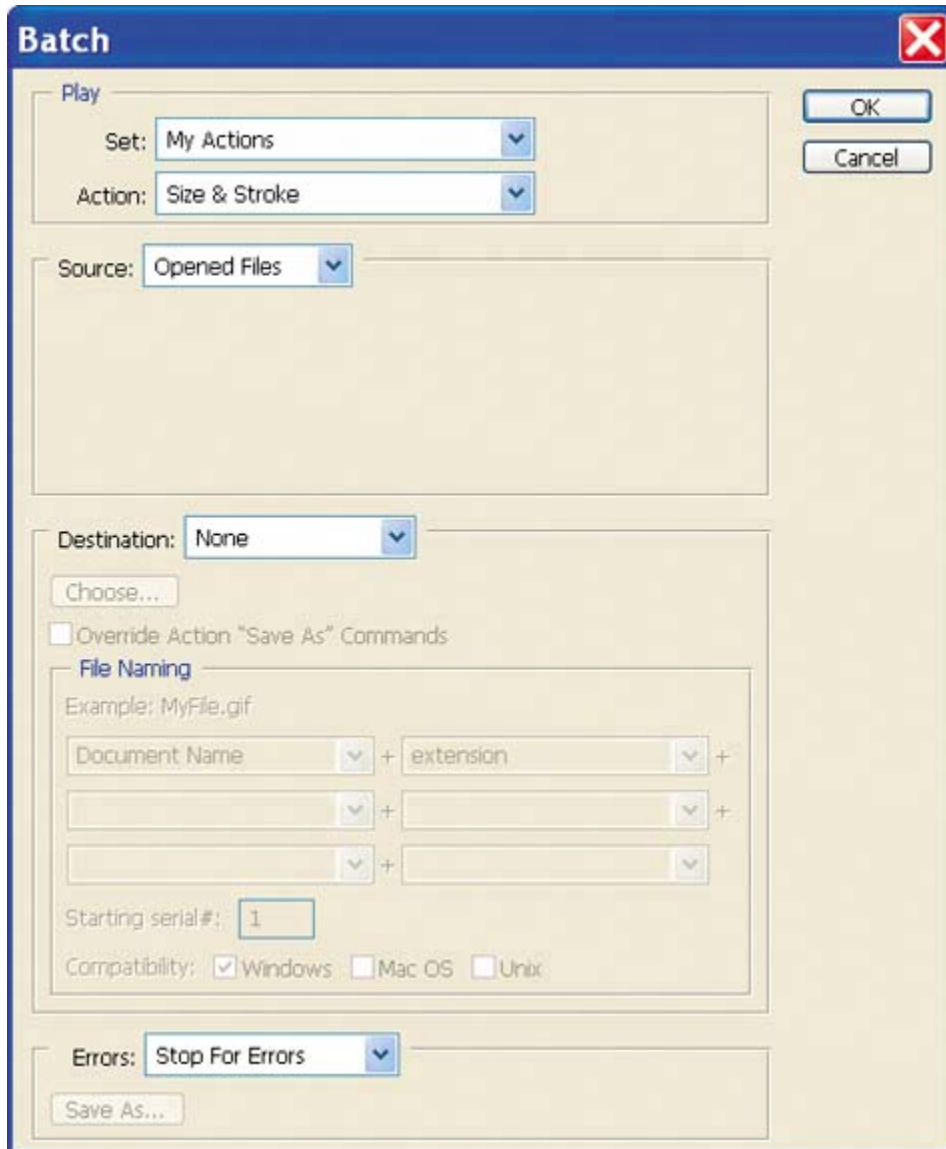 Batch
Play
OK
Set: My Actions
Cancel
Action: Size & Stroke
Source: Opened Files
Destination: None
Choose...
Override Action "Save As" Commands
File Naming
Example: MyFile.gif
Document Name + extension +
+ +
+
Starting serial#: 1
Compatibility: Windows Mac OS Unix
Errors: Stop For Errors
Save As...